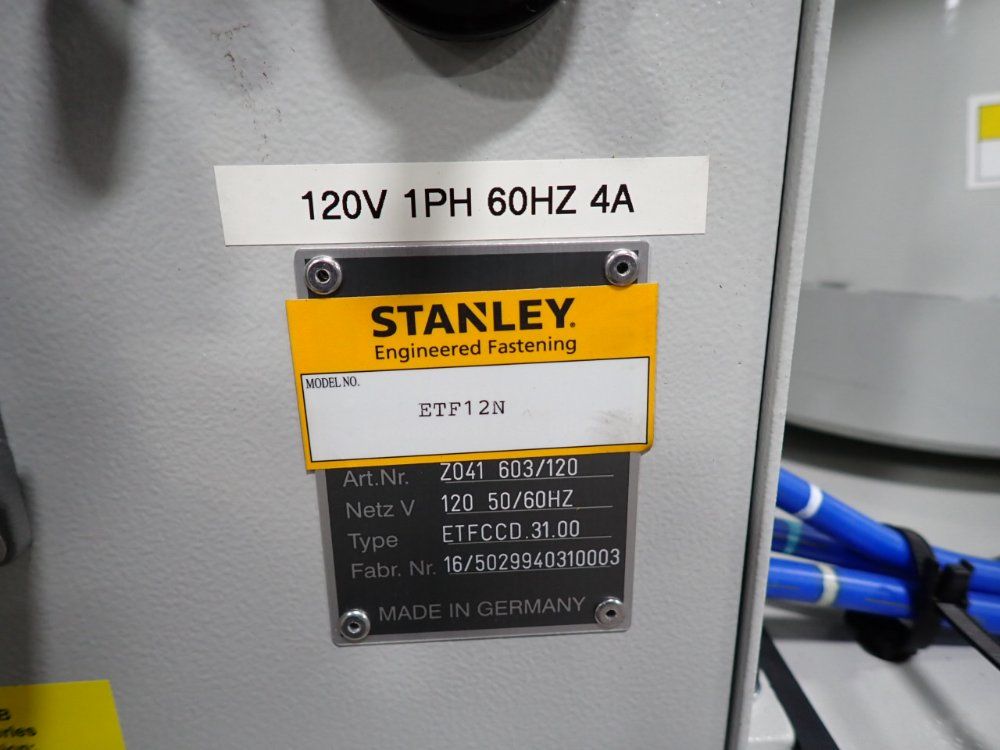 120V 1PH 60HZ 4A
STANLEY.
Engineered Fastening
MODEL NO.
ETF12N
Art.Nr. Z041 603/120
Netz V 120 50/60HZ
Type ETFCCD.31.00
Fabr. Nr. 16/5029940310003
MADE IN GERMANY